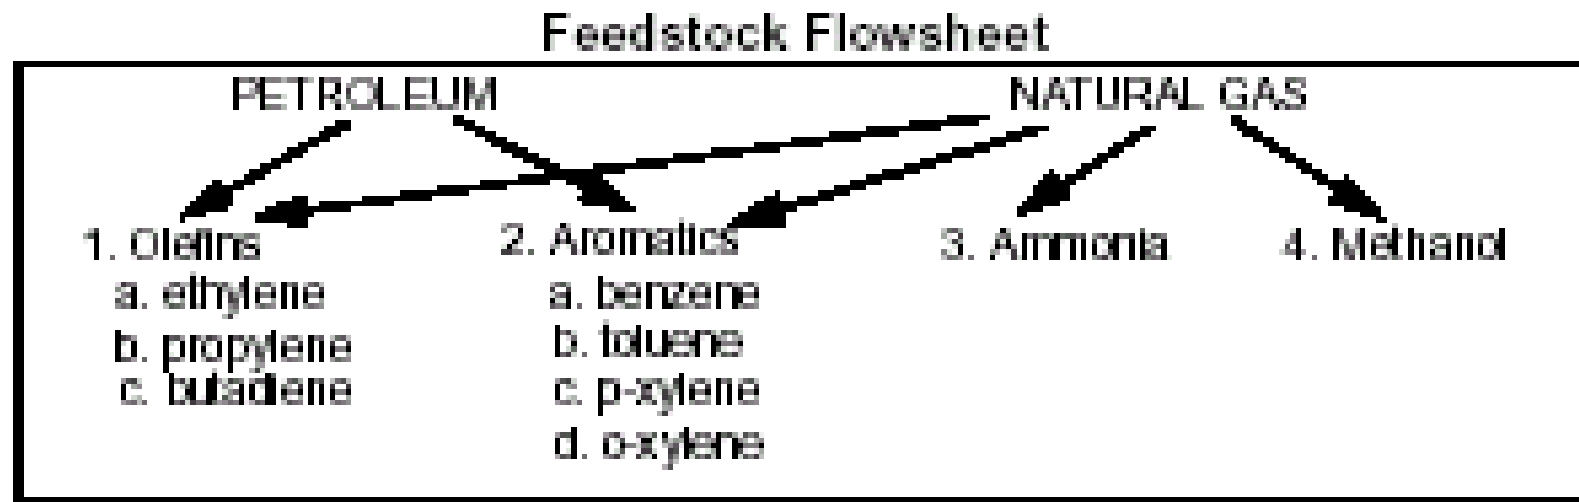 Feedstock Flowsheet
PETROLEUM NATURAL GAS
1. Olefins 2. Aromatics 3. Ammonia 4. Methanol
a. ethylene a. benzene
b. propylene b. toluene
c. butadiene c. p-xylene
d. o-xylene